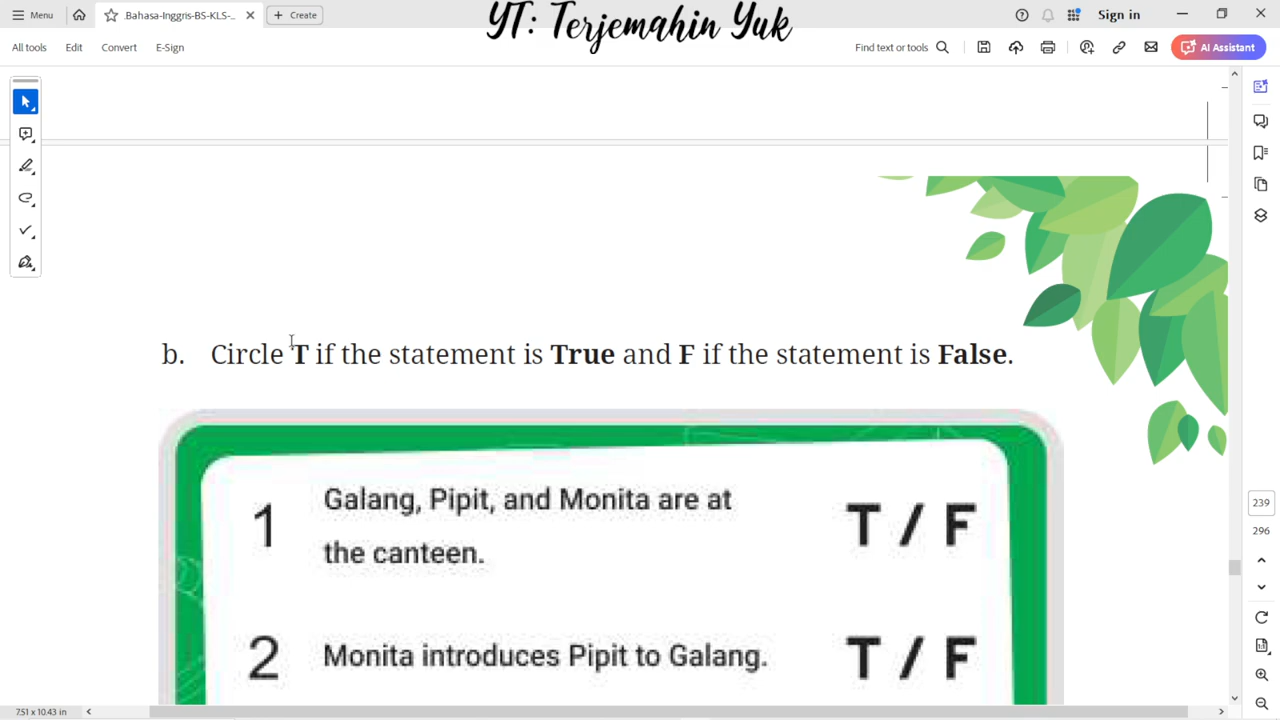 YT: Terjemahin Yuk
Menu
Bahasa-Inggris-BS-KLS-...
Create
Sign in
All tools
Edit
Convert
E-Sign
Find text or tools
AI Assistant
b. Circle T if the statement is True and F if the statement is False.
1 Galang, Pipit, and Monita are at T / F
the canteen.
2 Monita introduces Pipit to Galang. T / F
239
296
7.51 x 10.43 in